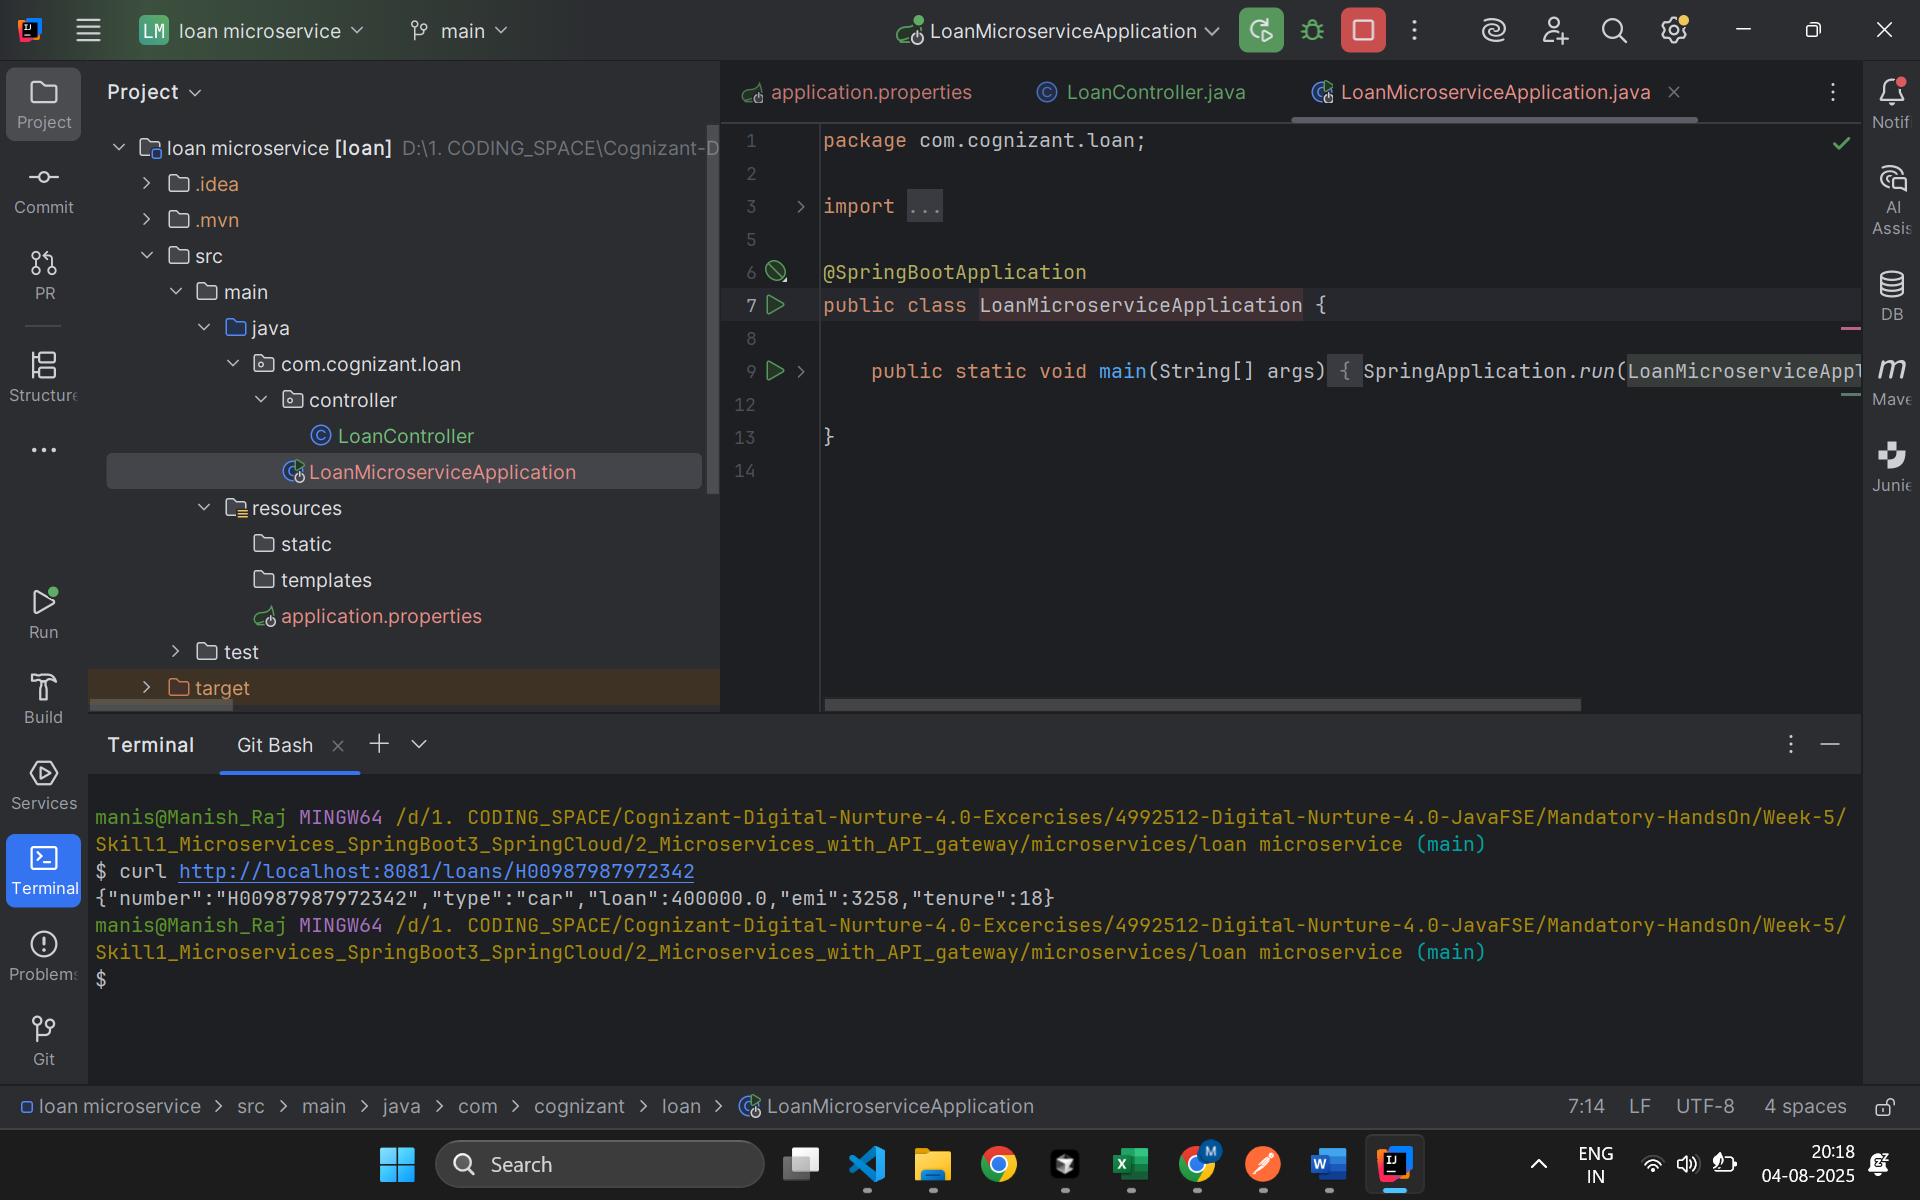 LM loan microservice main LoanMicroserviceApplication
Project
Project
application.properties LoanController.java LoanMicroserviceApplication.java
Notifi
Commit
PR
Structure
Run
Build
Services
Terminal
Problems
Git
loan microservice [loan] D:\1. CODING_SPACE\Cognizant-D
.idea
.mvn
src
main
java
com.cognizant.loan
controller
LoanController
LoanMicroserviceApplication
resources
static
templates
application.properties
test
target
1 package com.cognizant.loan;
2
3 import ...
5
6 @SpringBootApplication
7 public class LoanMicroserviceApplication {
8
9 public static void main(String[] args) { SpringApplication.run(LoanMicroserviceAppl
12
13 }
14
AI
Assis
DB
Mave
Junie
Terminal Git Bash
manis@Manish_Raj MINGW64 /d/1. CODING_SPACE/Cognizant-Digital-Nurture-4.0-Excercises/4992512-Digital-Nurture-4.0-JavaFSE/Mandatory-HandsOn/Week-5/
Skill1_Microservices_SpringBoot3_SpringCloud/2_Microservices_with_API_gateway/microservices/loan microservice (main)
$ curl http://localhost:8081/loans/H00987987972342
{"number":"H00987987972342","type":"car","loan":400000.0,"emi":3258,"tenure":18}
manis@Manish_Raj MINGW64 /d/1. CODING_SPACE/Cognizant-Digital-Nurture-4.0-Excercises/4992512-Digital-Nurture-4.0-JavaFSE/Mandatory-HandsOn/Week-5/
Skill1_Microservices_SpringBoot3_SpringCloud/2_Microservices_with_API_gateway/microservices/loan microservice (main)
$
loan microservice > src > main > java > com > cognizant > loan > LoanMicroserviceApplication 7:14 LF UTF-8 4 spaces
Search
ENG
IN
20:18
04-08-2025